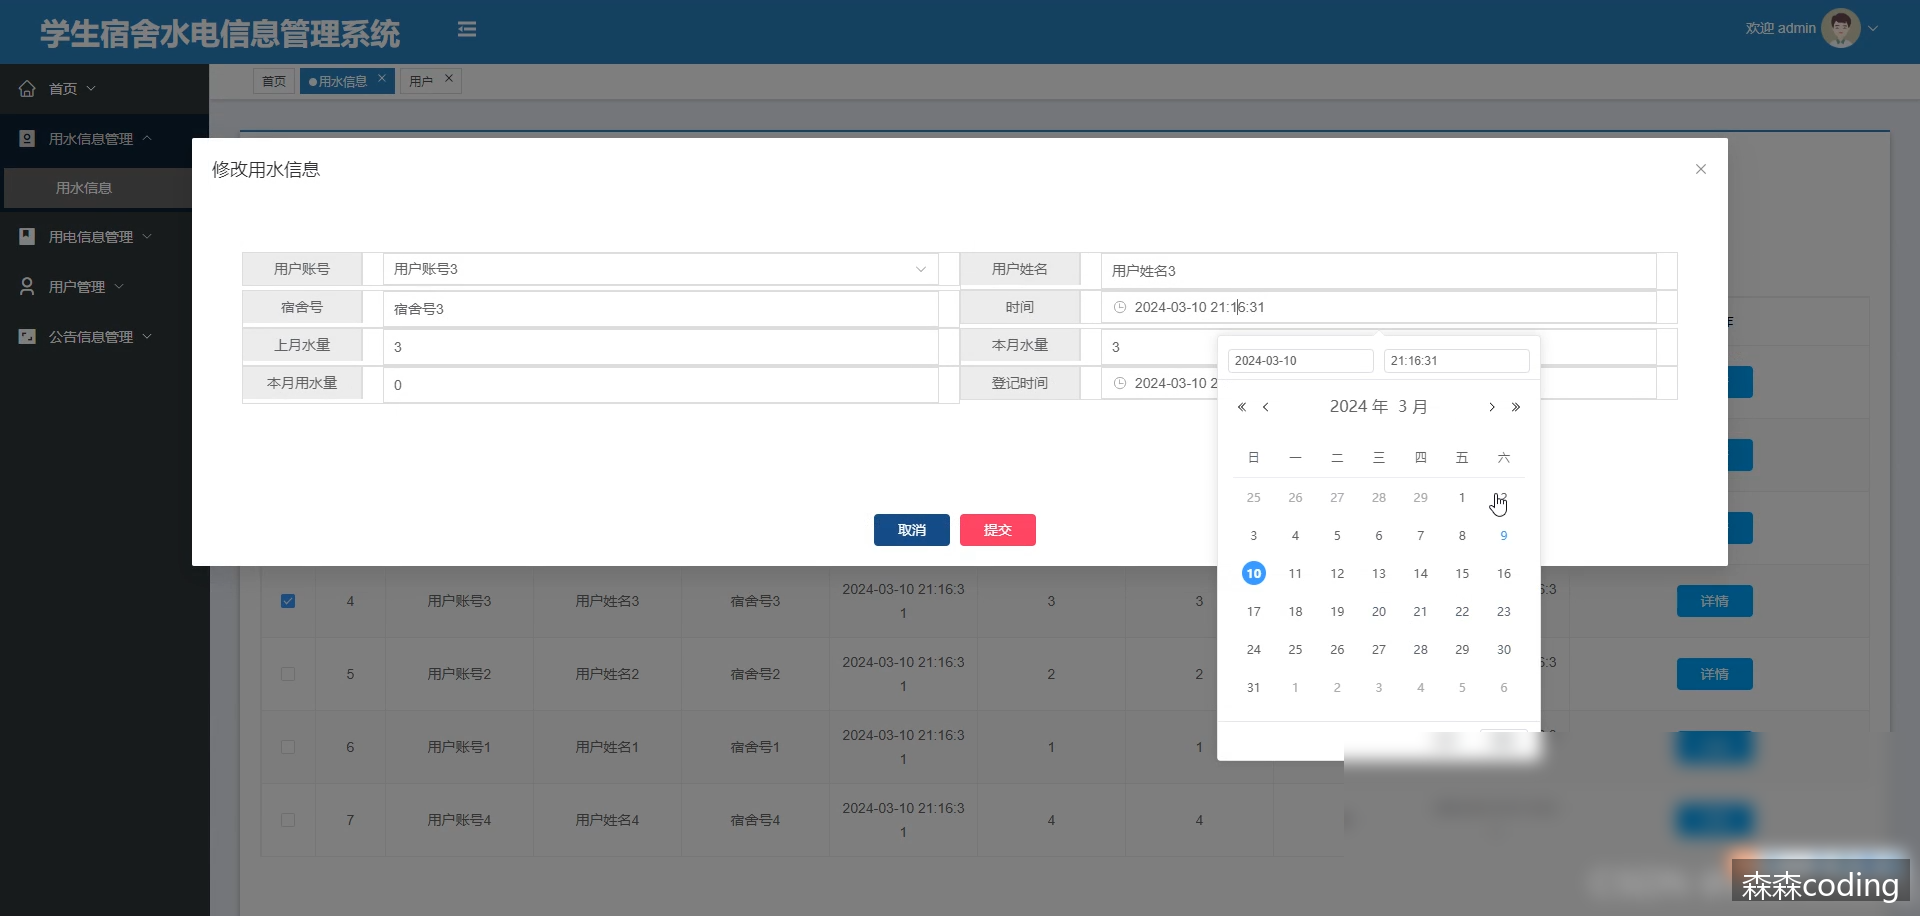 学生宿舍水电信息管理系统
欢迎 admin
首页
用水信息管理
用水信息
用电信息管理
用户管理
公告信息管理
首页
用水信息
用户
修改用水信息
用户账号 用户账号3 用户姓名 用户姓名3
宿舍号 宿舍号3 时间 2024-03-10 21:16:31
上月水量 3 本月水量 3
本月用水量 0 登记时间 2024-03-10 2
2024-03-10 21:16:31
2024 年 3 月
日 一 二 三 四 五 六
25 26 27 28 29 1 2
3 4 5 6 7 8 9
10 11 12 13 14 15 16
17 18 19 20 21 22 23
24 25 26 27 28 29 30
31 1 2 3 4 5 6
取消 提交
4 用户账号3 用户姓名3 宿舍号3 2024-03-10 21:16:31 3 3 详情
5 用户账号2 用户姓名2 宿舍号2 2024-03-10 21:16:31 2 2 详情
6 用户账号1 用户姓名1 宿舍号1 2024-03-10 21:16:31 1 1
7 用户账号4 用户姓名4 宿舍号4 2024-03-10 21:16:31 4 4
森森coding